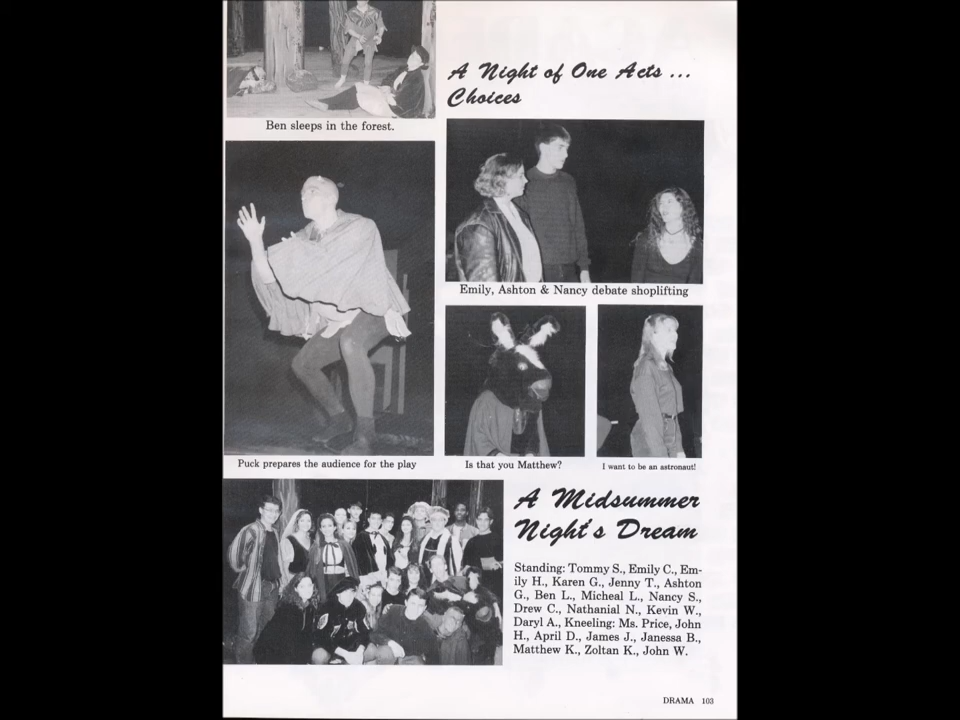 A Night of One Acts ...
Choices
Ben sleeps in the forest.
Emily, Ashton & Nancy debate shoplifting
Puck prepares the audience for the play
Is that you Matthew?
I want to be an astronaut!
A Midsummer
Night's Dream
Standing: Tommy S., Emily C., Em-
ily H., Karen G., Jenny T., Ashton
G., Ben L., Micheal L., Nancy S.,
Drew C., Nathanial N., Kevin W.,
Daryl A., Kneeling: Ms. Price, John
H., April D., James J., Janessa B.,
Matthew K., Zoltan K., John W.
DRAMA 103